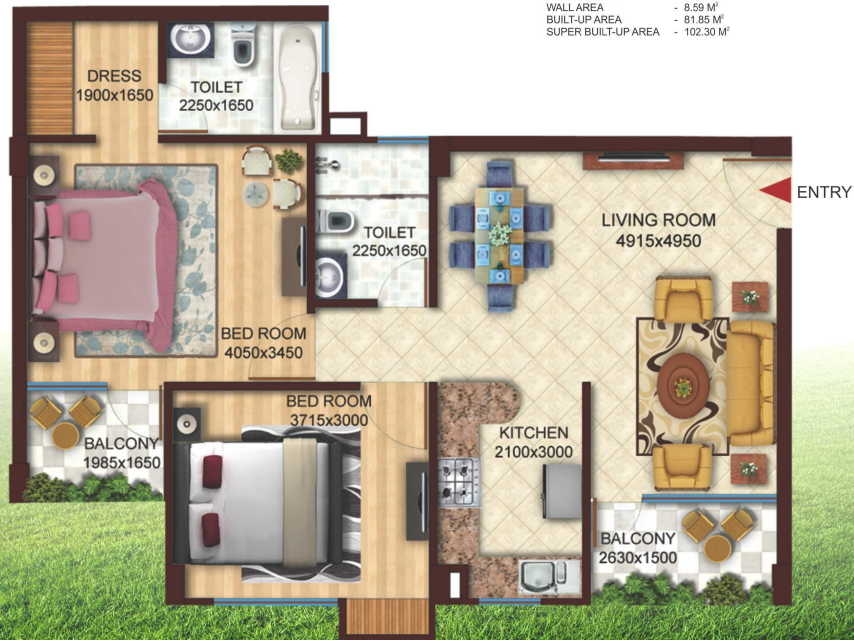 WALL AREA - 8.59 M²
BUILT-UP AREA - 81.85 M²
SUPER BUILT-UP AREA - 102.30 M²
DRESS
1900x1650
TOILET
2250x1650
ENTRY
LIVING ROOM
4915x4950
TOILET
2250x1650
BED ROOM
4050x3450
BED ROOM
3715x3000
KITCHEN
2100x3000
BALCONY
1985x1650
BALCONY
2630x1500